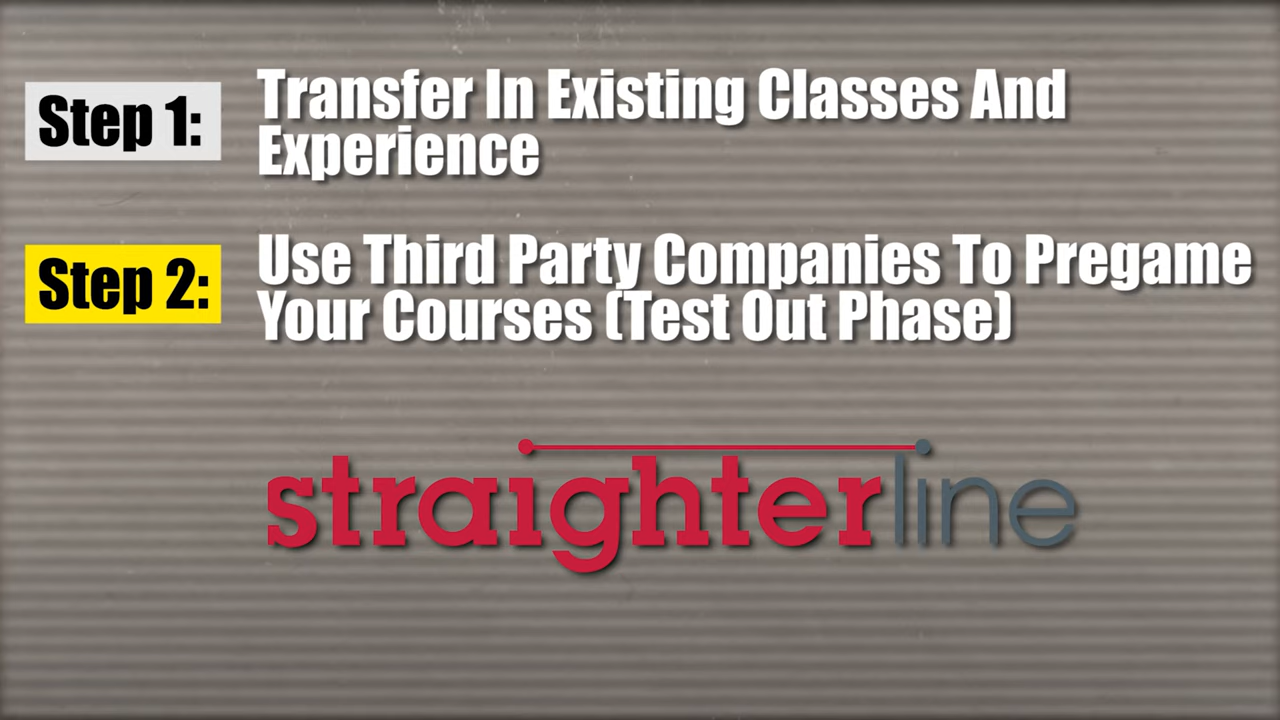 Step 1:
Transfer In Existing Classes And
Experience
Step 2:
Use Third Party Companies To Pregame
Your Courses (Test Out Phase)
straighterline